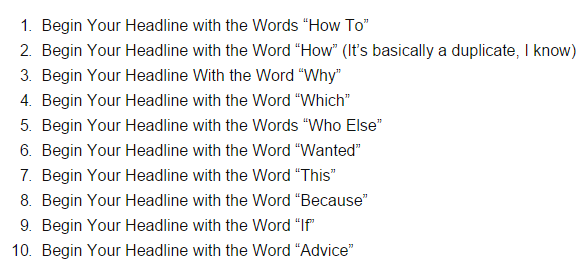 1. Begin Your Headline with the Words “How To”
2. Begin Your Headline with the Word “How” (It’s basically a duplicate, I know)
3. Begin Your Headline With the Word “Why”
4. Begin Your Headline with the Word “Which”
5. Begin Your Headline with the Words “Who Else”
6. Begin Your Headline with the Word “Wanted”
7. Begin Your Headline with the Word “This”
8. Begin Your Headline with the Word “Because”
9. Begin Your Headline with the Word “If”
10. Begin Your Headline with the Word “Advice”